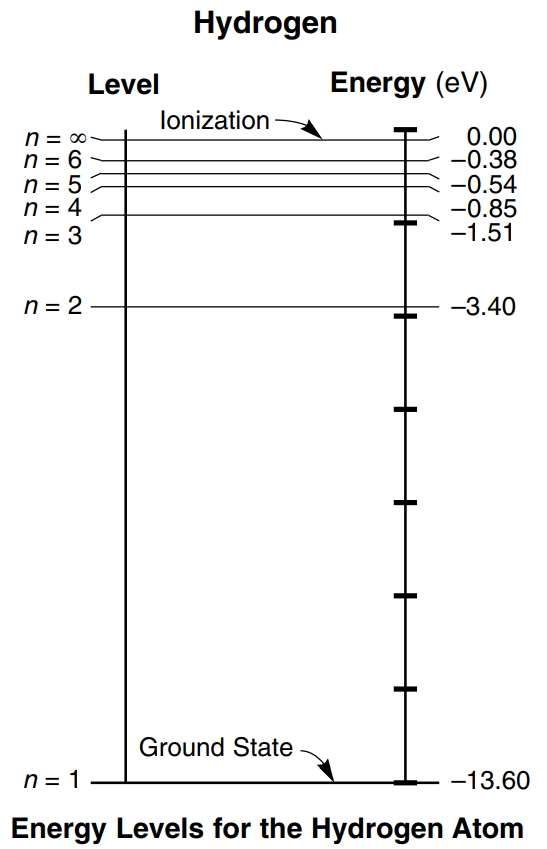 Hydrogen
Level Energy (eV)
Ionization
n = ∞ 0.00
n = 6 –0.38
n = 5 –0.54
n = 4 –0.85
n = 3 –1.51
n = 2 –3.40
Ground State
n = 1 –13.60
Energy Levels for the Hydrogen Atom